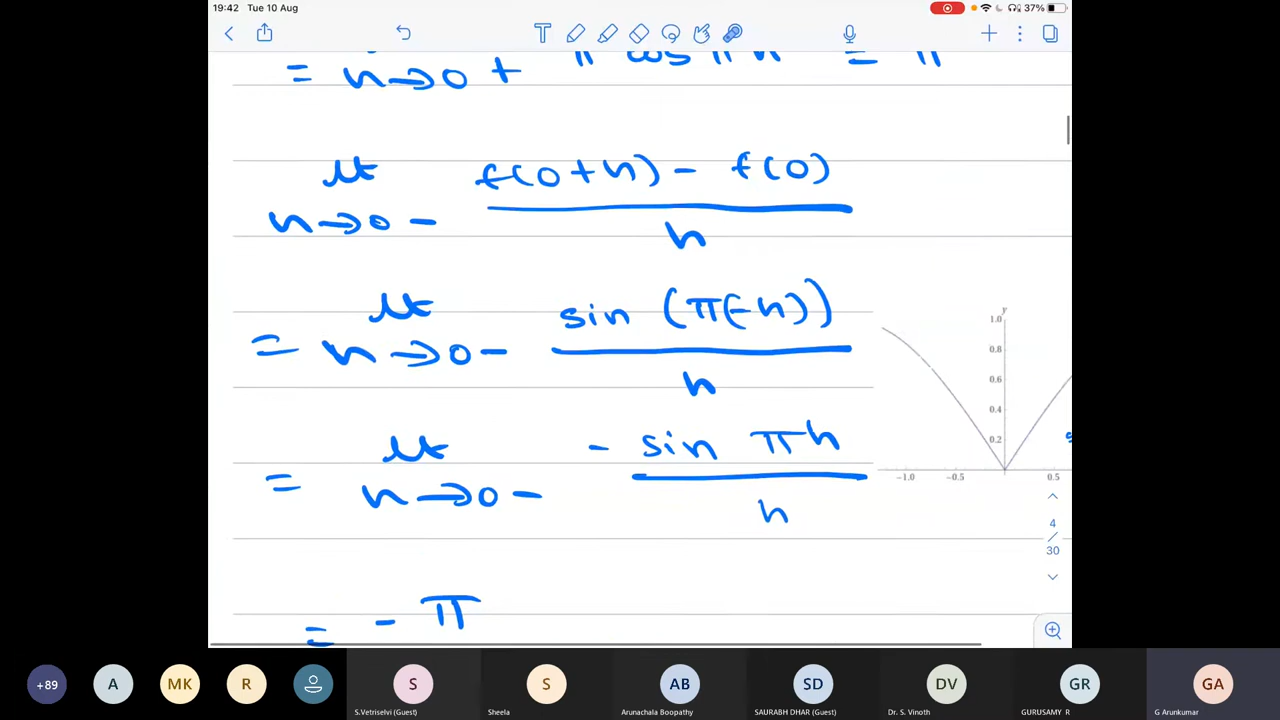 19:42 Tue 10 Aug
37%
= h→0+ π cos πh = π
lt f(0+h) - f(0)
h→0- h
= lt sin (π(-h))
h→0- h
= lt - sin πh
h→0- h
= - π
y
1.0
0.8
0.6
0.4
0.2
-1.0 -0.5 0.5
4
/
30
+89 A MK R S S AB SD DV GR GA
S.Vetriselvi (Guest) Sheela Arunachala Boopathy SAURABH DHAR (Guest) Dr. S. Vinoth GURUSAMY R G Arunkumar